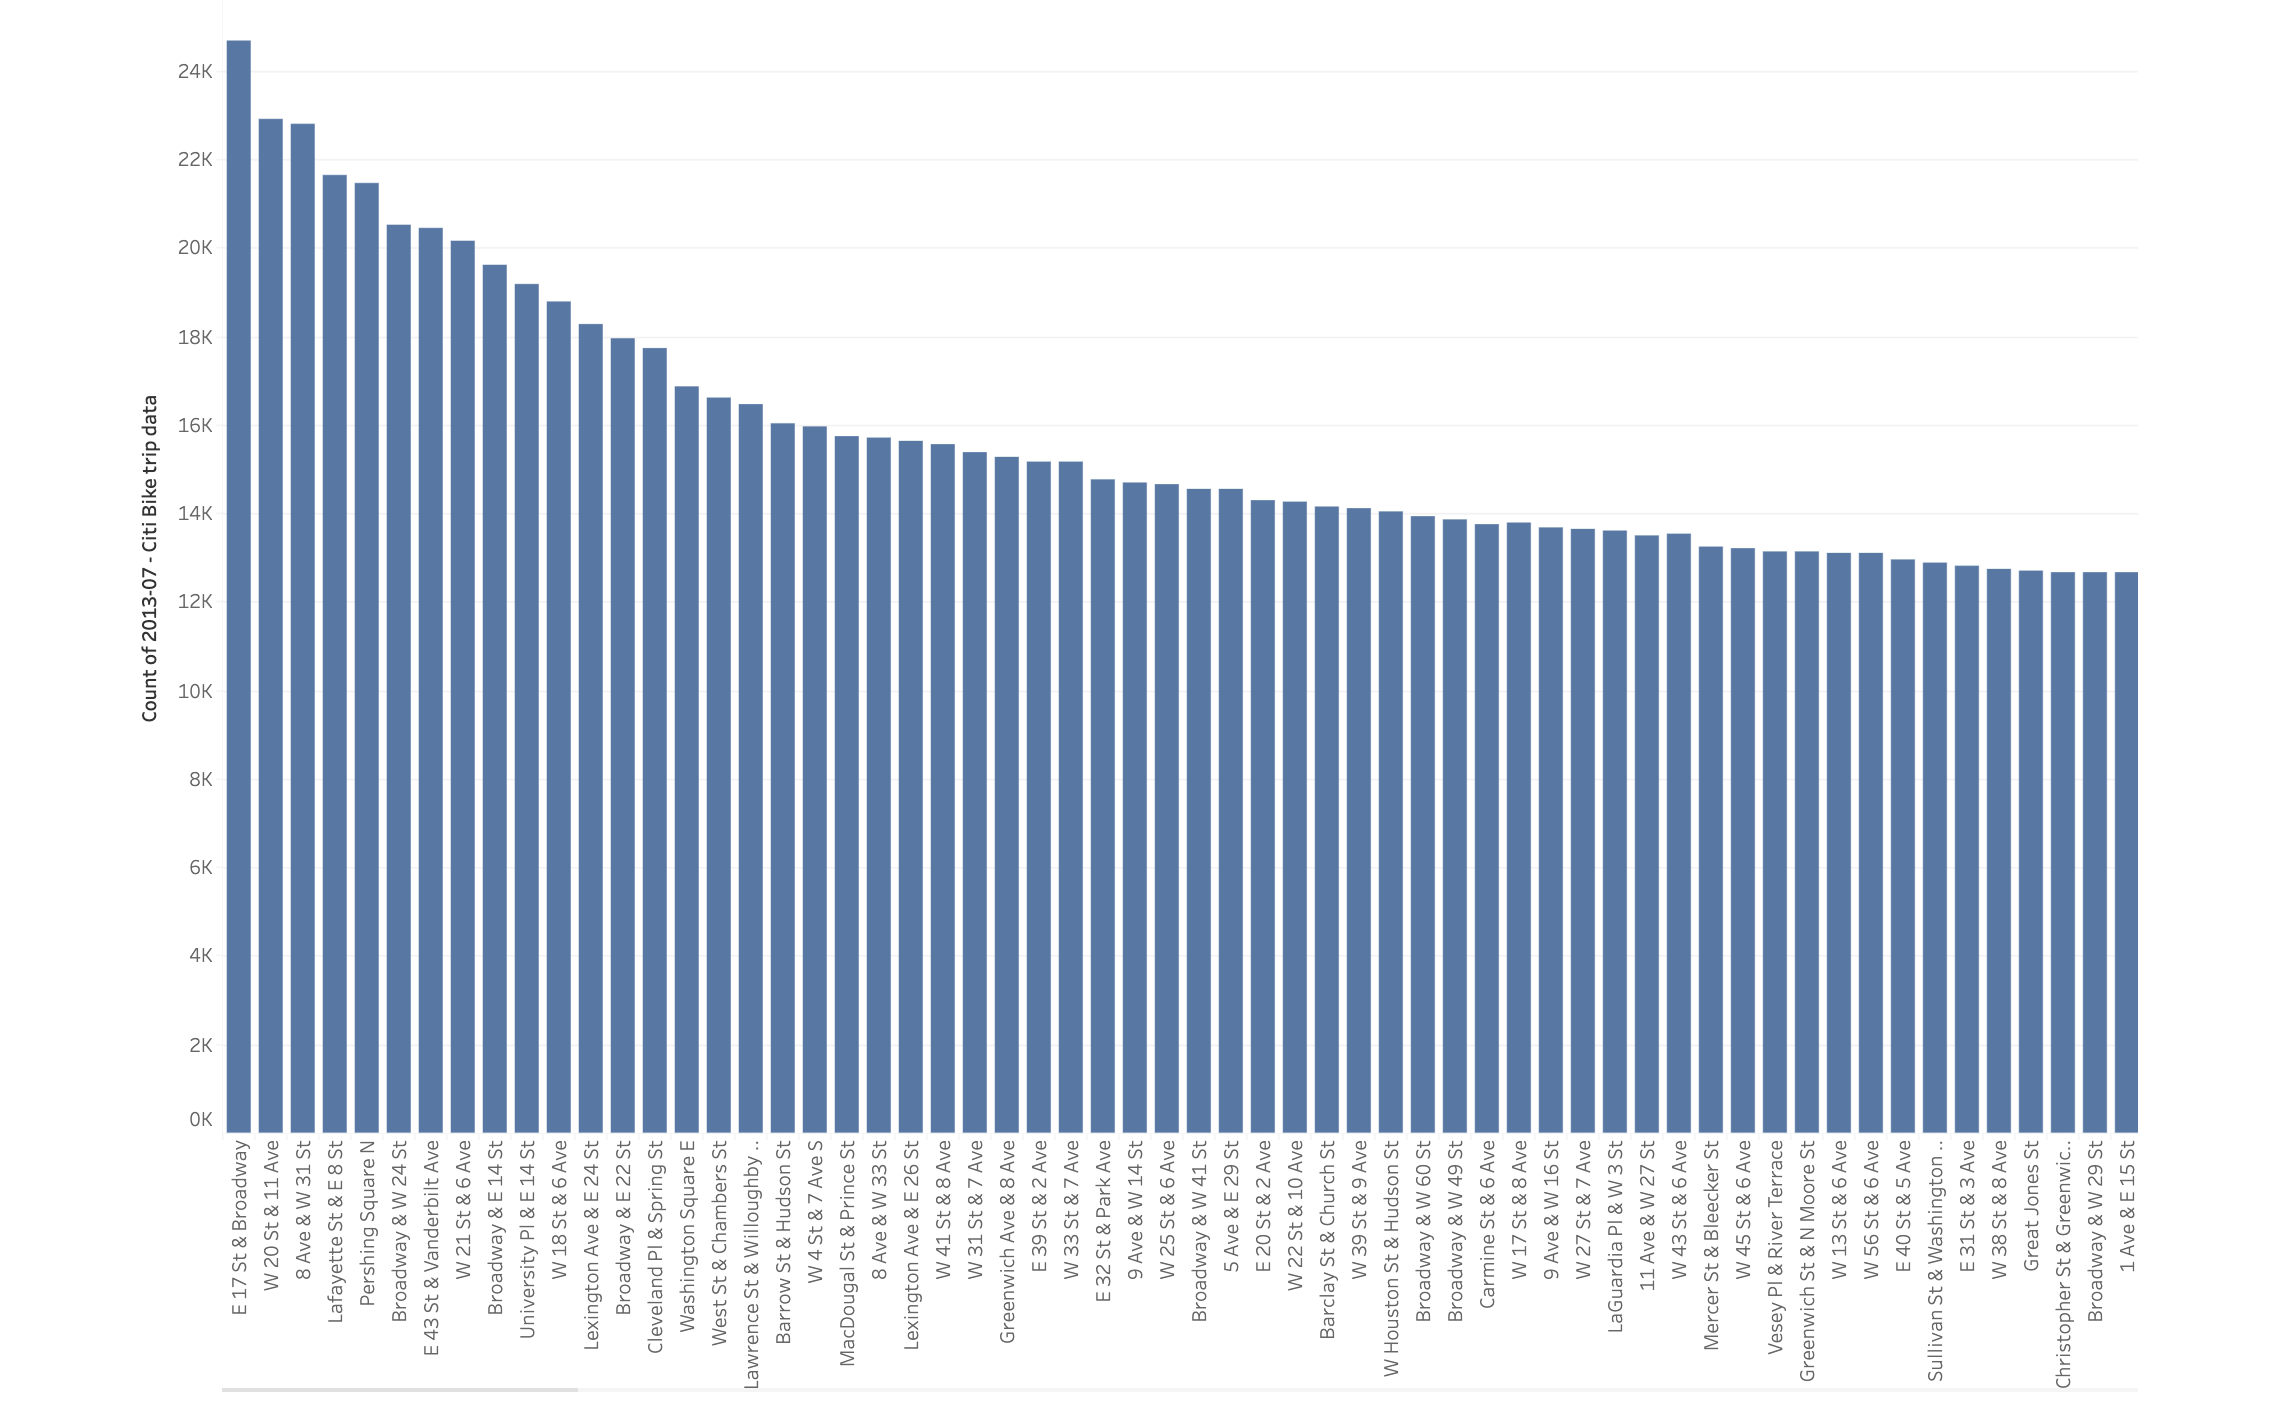 24K
22K
20K
18K
16K
14K
12K
10K
8K
6K
4K
2K
0K
Count of 2013-07 - Citi Bike trip data
E 17 St & Broadway
W 20 St & 11 Ave
8 Ave & W 31 St
Lafayette St & E 8 St
Pershing Square N
Broadway & W 24 St
E 43 St & Vanderbilt Ave
W 21 St & 6 Ave
Broadway & E 14 St
University Pl & E 14 St
W 18 St & 6 Ave
Lexington Ave & E 24 St
Broadway & E 22 St
Cleveland Pl & Spring St
Washington Square E
West St & Chambers St
Lawrence St & Willoughby ..
Barrow St & Hudson St
W 4 St & 7 Ave S
MacDougal St & Prince St
8 Ave & W 33 St
Lexington Ave & E 26 St
W 41 St & 8 Ave
W 31 St & 7 Ave
Greenwich Ave & 8 Ave
E 39 St & 2 Ave
W 33 St & 7 Ave
E 32 St & Park Ave
9 Ave & W 14 St
W 25 St & 6 Ave
Broadway & W 41 St
5 Ave & E 29 St
E 20 St & 2 Ave
W 22 St & 10 Ave
Barclay St & Church St
W 39 St & 9 Ave
W Houston St & Hudson St
Broadway & W 60 St
Broadway & W 49 St
Carmine St & 6 Ave
W 17 St & 8 Ave
9 Ave & W 16 St
W 27 St & 7 Ave
LaGuardia Pl & W 3 St
11 Ave & W 27 St
W 43 St & 6 Ave
Mercer St & Bleecker St
W 45 St & 6 Ave
Vesey Pl & River Terrace
Greenwich St & N Moore St
W 13 St & 6 Ave
W 56 St & 6 Ave
E 40 St & 5 Ave
Sullivan St & Washington ..
E 31 St & 3 Ave
W 38 St & 8 Ave
Great Jones St
Christopher St & Greenwic..
Broadway & W 29 St
1 Ave & E 15 St